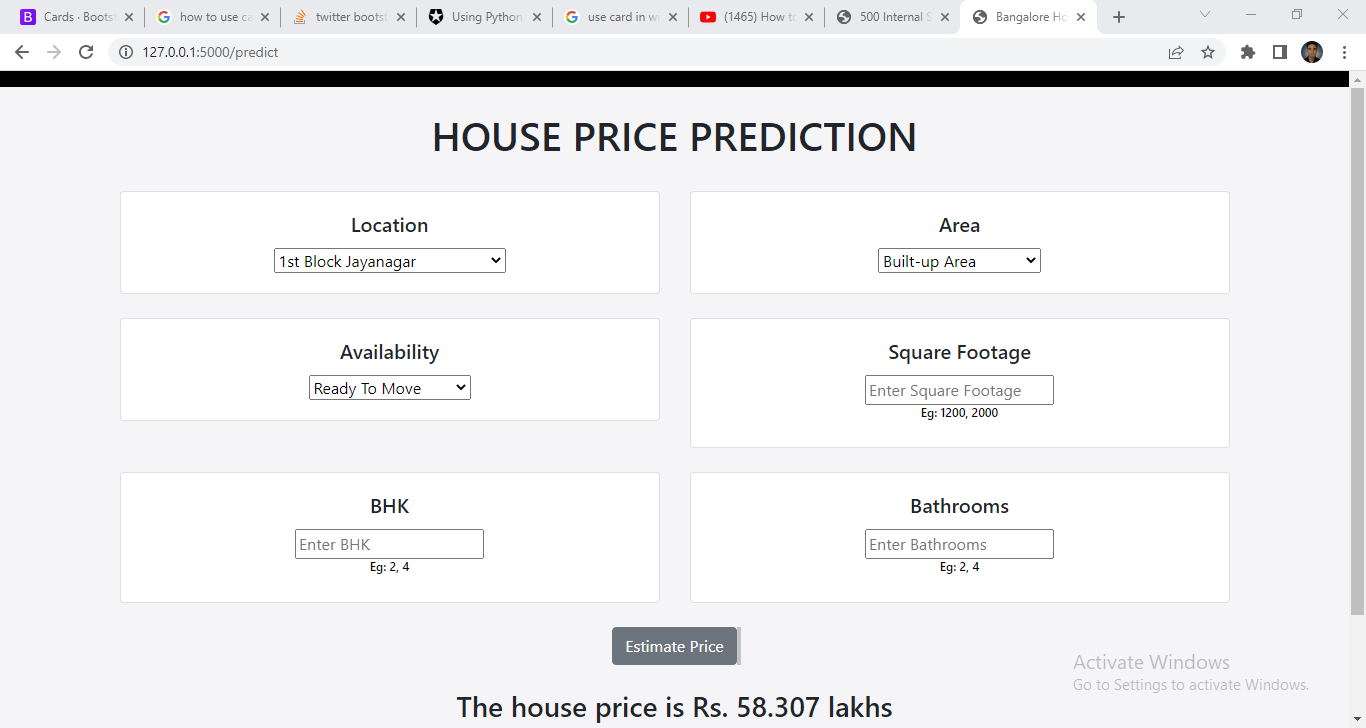 B Cards · Bootst
how to use ca
twitter bootst
Using Python
use card in w
(1465) How to
500 Internal S
Bangalore Ho
127.0.0.1:5000/predict
HOUSE PRICE PREDICTION
Location
Area
1st Block Jayanagar
Built-up Area
Availability
Square Footage
Ready To Move
Enter Square Footage
Eg: 1200, 2000
BHK
Bathrooms
Enter BHK
Enter Bathrooms
Eg: 2, 4
Eg: 2, 4
Estimate Price
Activate Windows
Go to Settings to activate Windows.
The house price is Rs. 58.307 lakhs